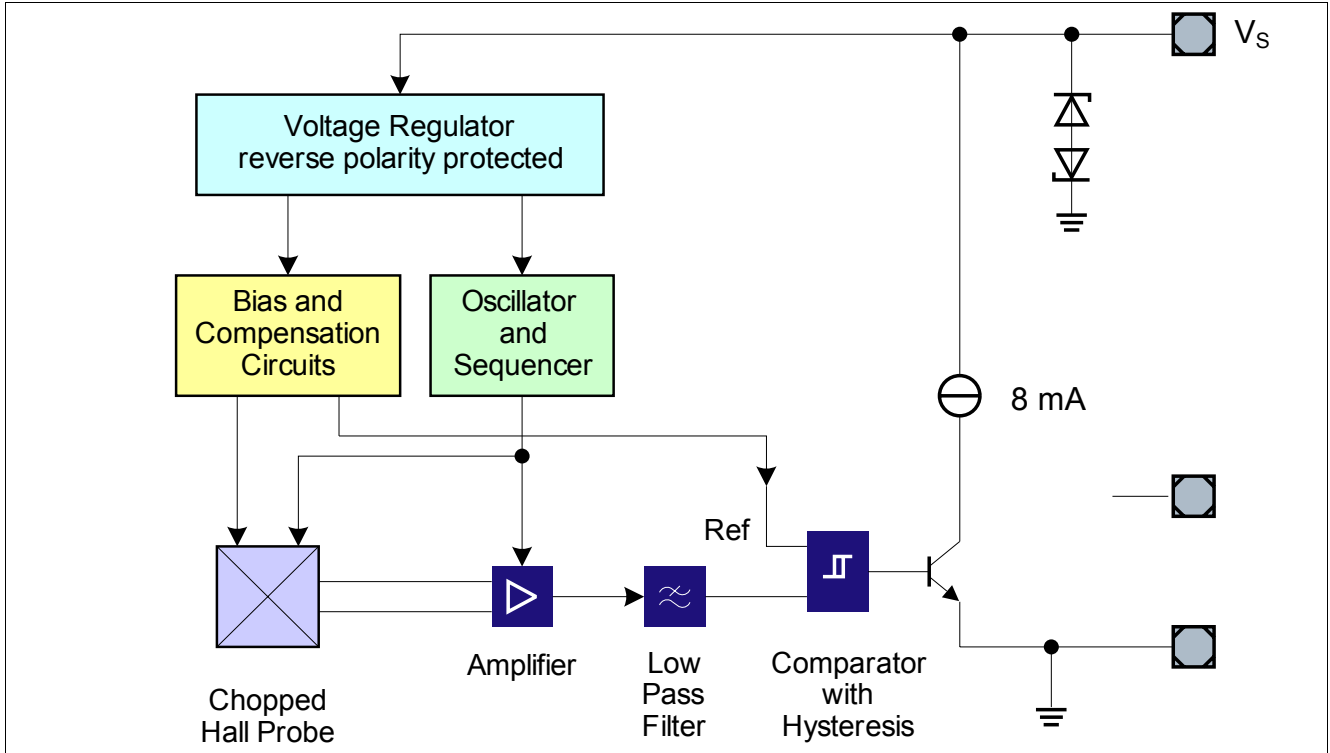 V_S
Voltage Regulator
reverse polarity protected
Bias and
Compensation
Circuits
Oscillator
and
Sequencer
8 mA
Ref
Amplifier
Low
Pass
Filter
Comparator
with
Hysteresis
Chopped
Hall Probe